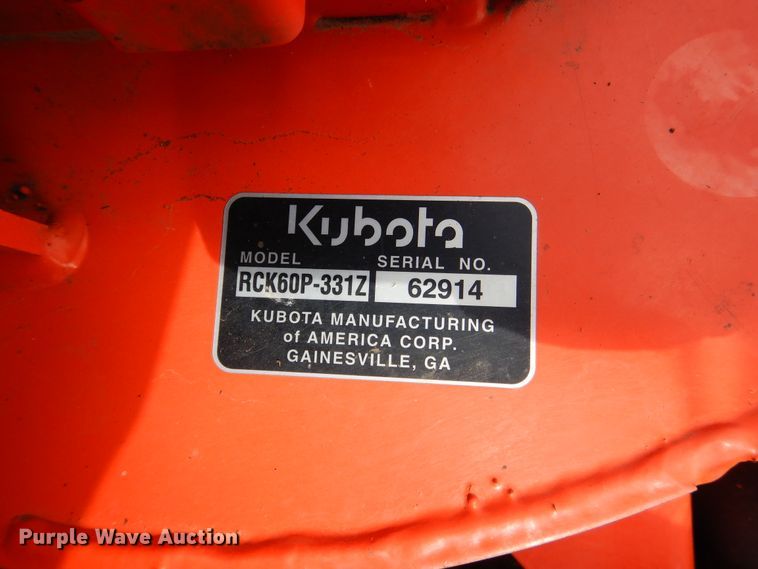 Kubota
MODEL SERIAL NO.
RCK60P-331Z 62914
KUBOTA MANUFACTURING
of AMERICA CORP.
GAINESVILLE, GA
Purple Wave Auction